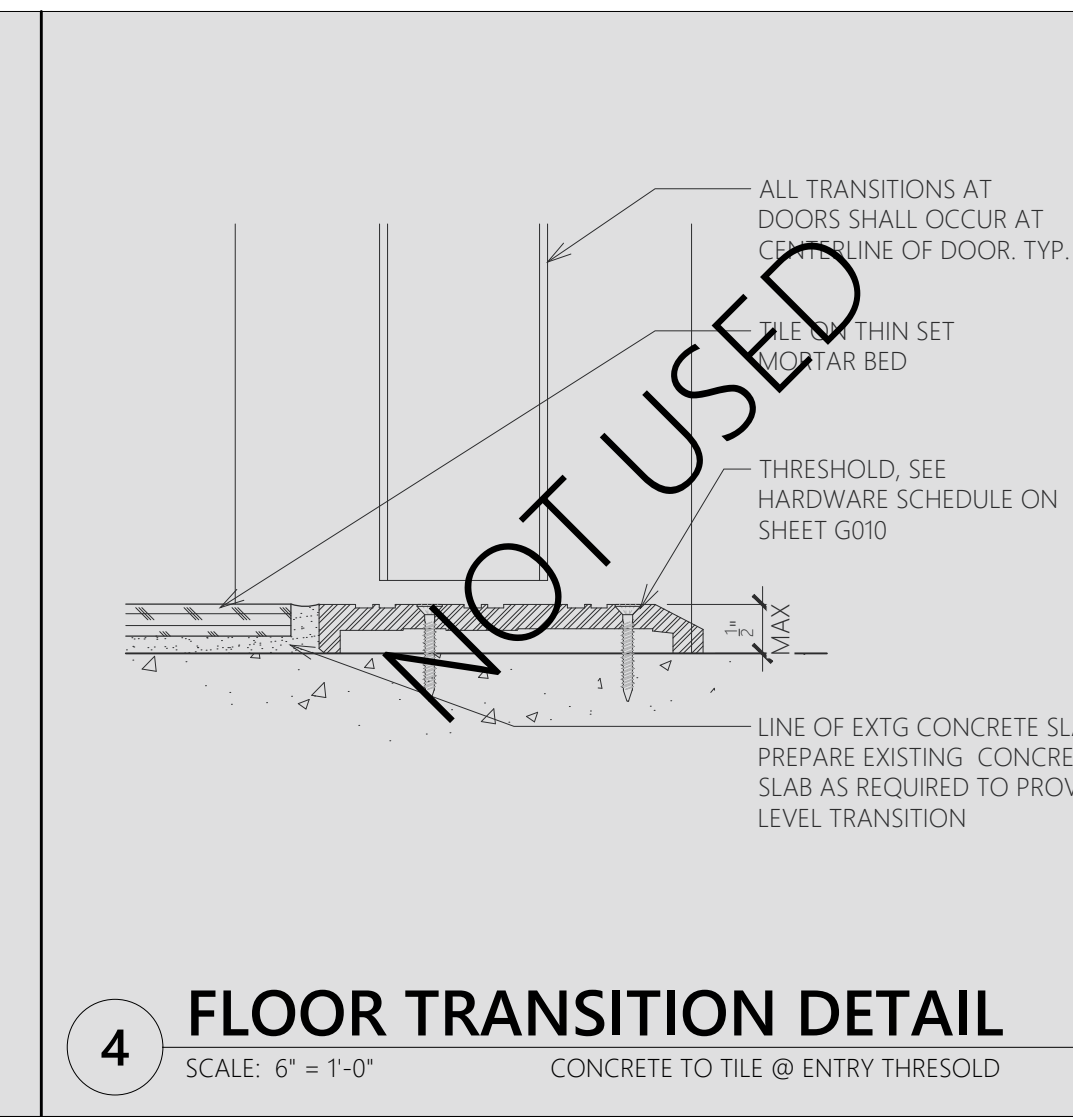 ALL TRANSITIONS AT
DOORS SHALL OCCUR AT
CENTERLINE OF DOOR. TYP.
TILE ON THIN SET
MORTAR BED
NOT USED
THRESHOLD, SEE
HARDWARE SCHEDULE ON
SHEET G010
1"
2
MAX
LINE OF EXTG CONCRETE
PREPARE EXISTING CONCRE
SLAB AS REQUIRED TO PROV
LEVEL TRANSITION
4
FLOOR TRANSITION DETAIL
SCALE: 6" = 1'-0"
CONCRETE TO TILE @ ENTRY THRESOLD